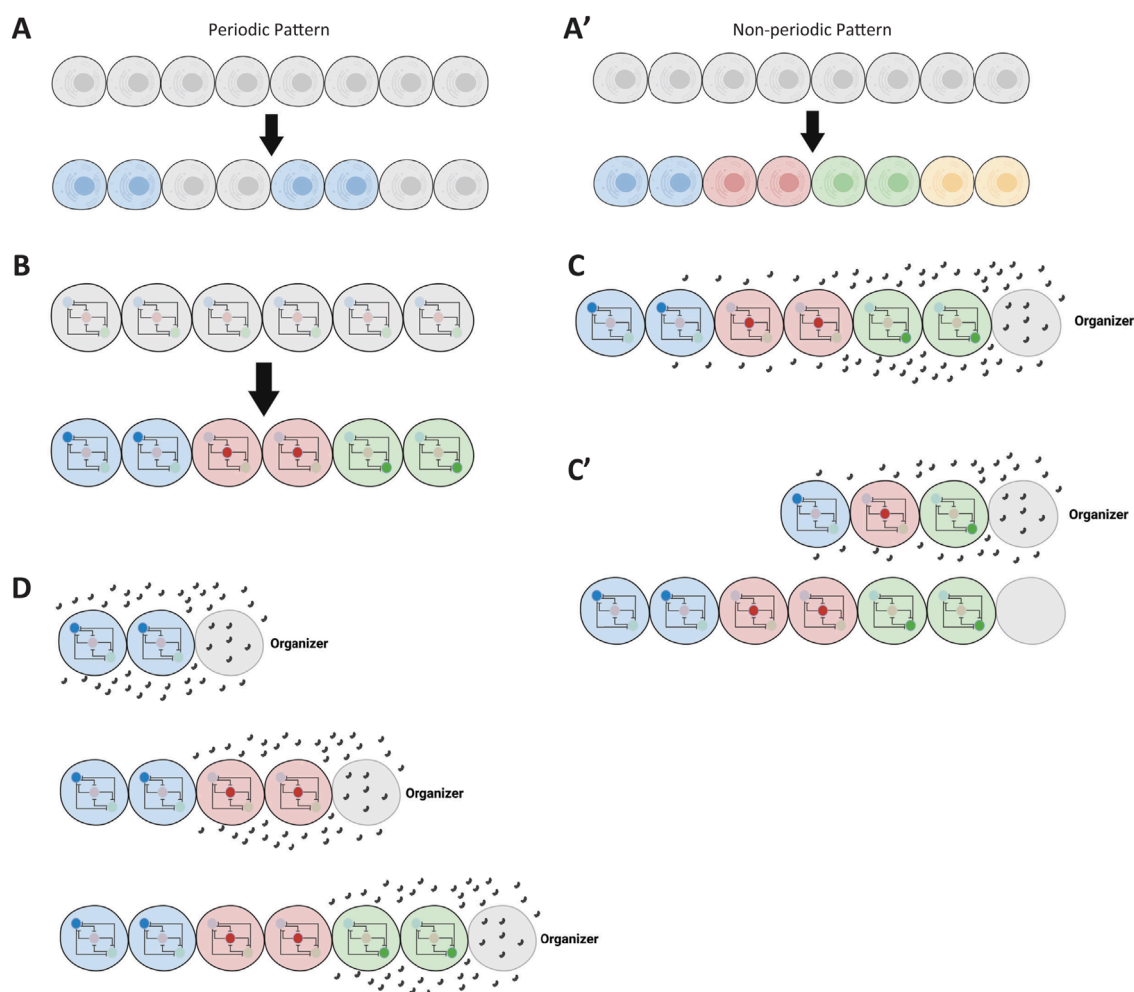 A
Periodic Pattern
A'
Non-periodic Pattern
B
C
Organizer
C'
Organizer
D
Organizer
Organizer
Organizer